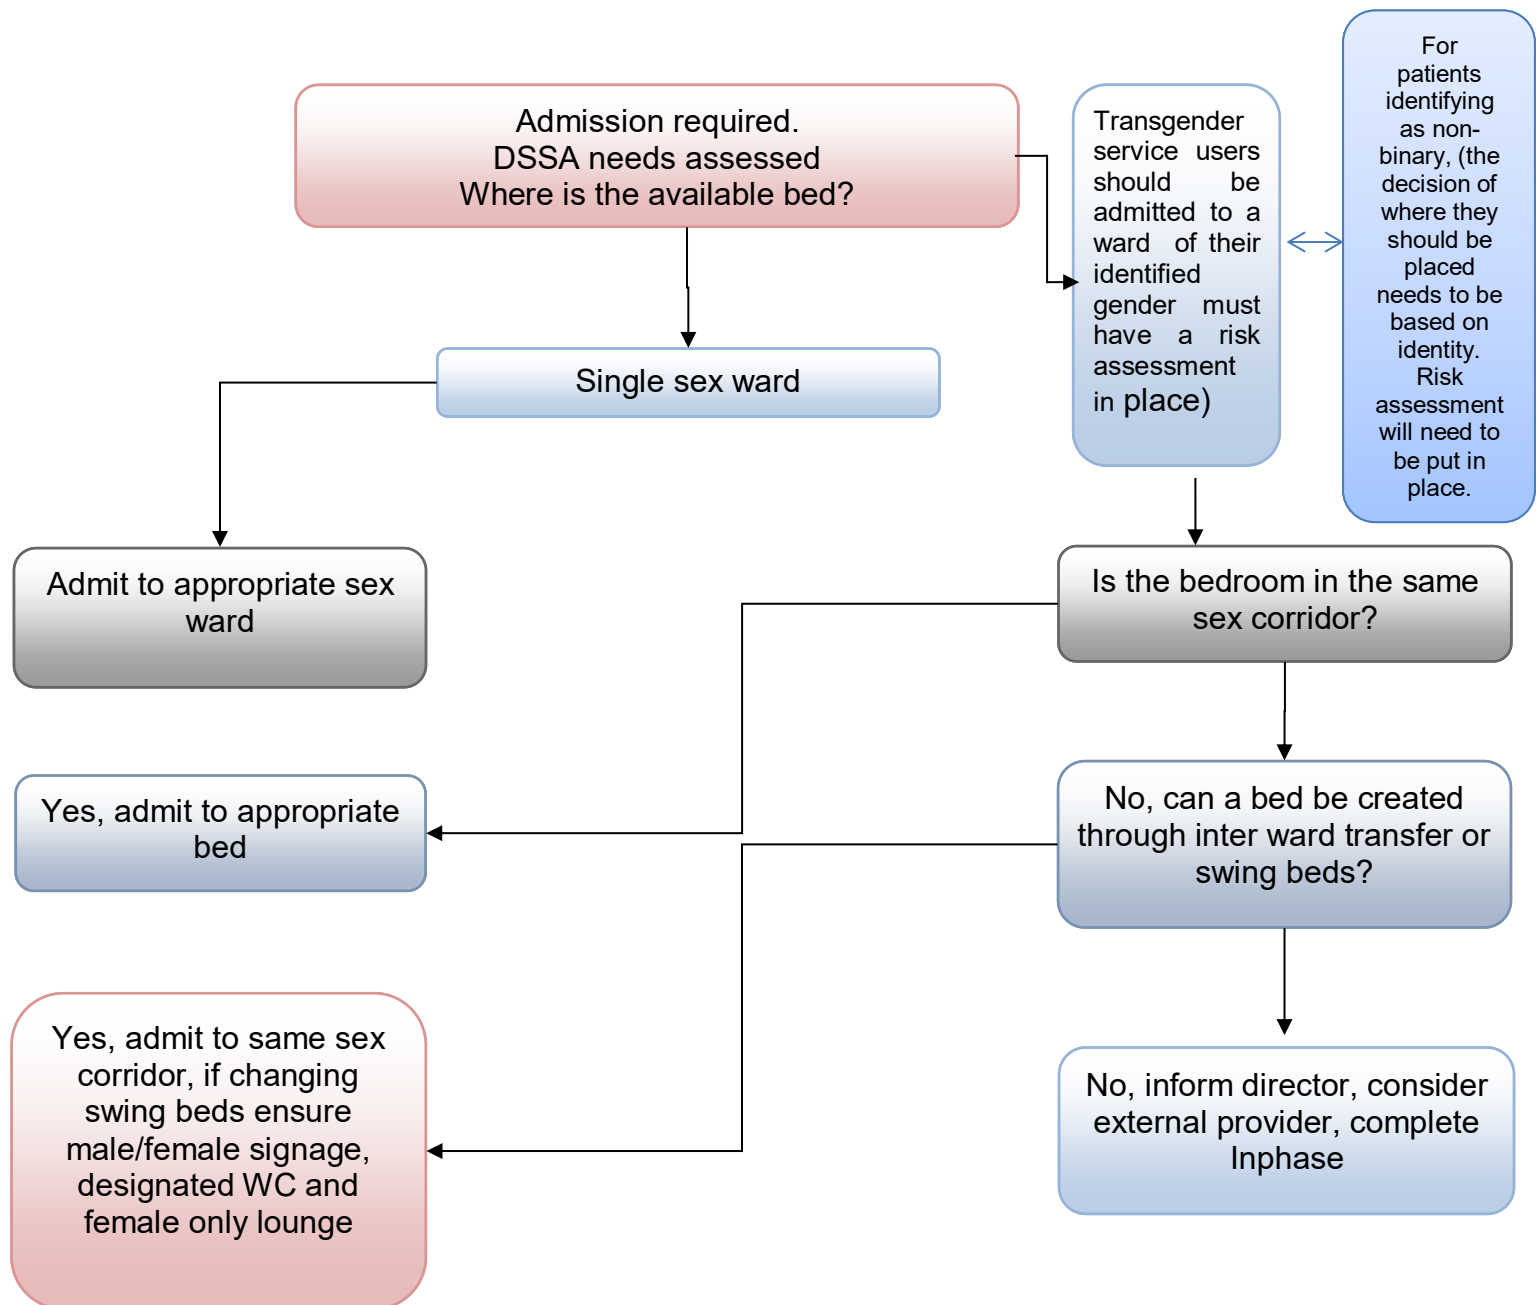 Admission required.
DSSA needs assessed
Where is the available bed?
Transgender
service users
should be
admitted to a
ward of their
identified
gender must
have a risk
assessment
in place)
For
patients
identifying
as non-
binary, (the
decision of
where they
should be
placed
needs to be
based on
identity.
Risk
assessment
will need to
be put in
place.
Single sex ward
Admit to appropriate sex
ward
Is the bedroom in the same
sex corridor?
Yes, admit to appropriate
bed
No, can a bed be created
through inter ward transfer or
swing beds?
Yes, admit to same sex
corridor, if changing
swing beds ensure
male/female signage,
designated WC and
female only lounge
No, inform director, consider
external provider, complete
Inphase